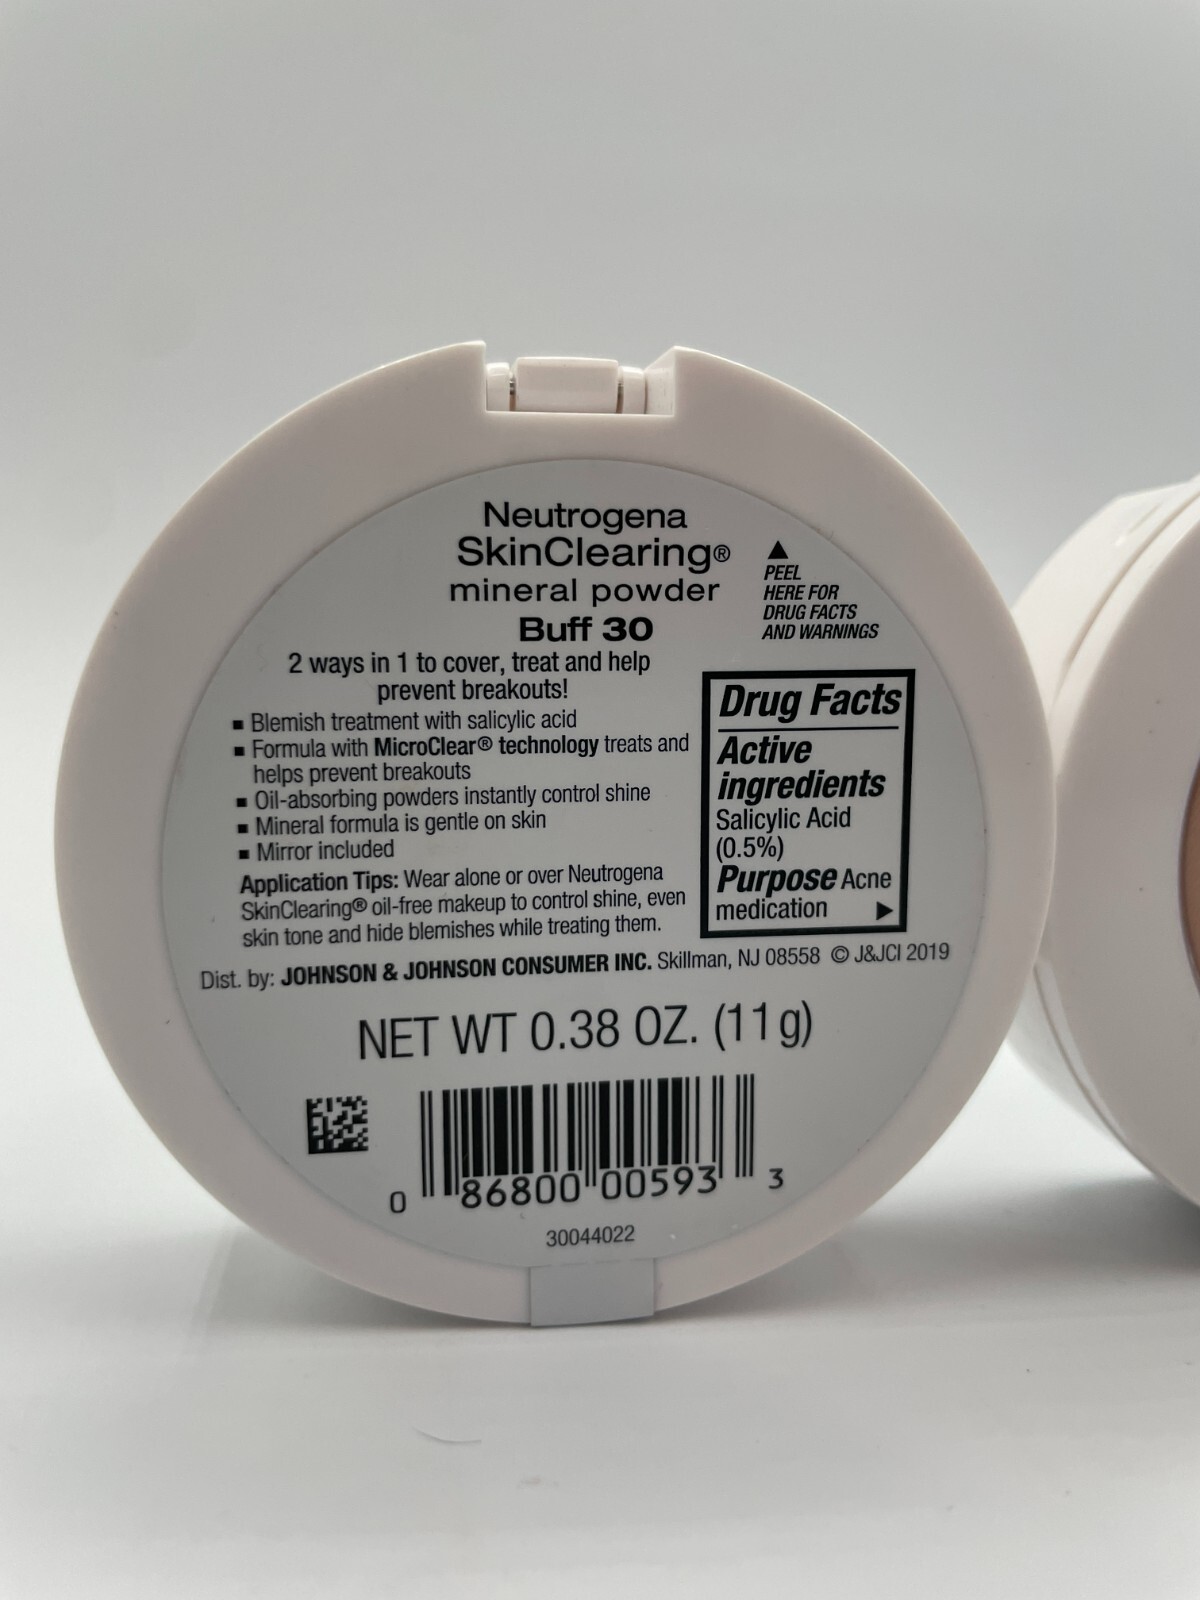 Neutrogena
SkinClearing®
mineral powder
Buff 30
▲
PEEL
HERE FOR
DRUG FACTS
AND WARNINGS
2 ways in 1 to cover, treat and help
prevent breakouts!
▪ Blemish treatment with salicylic acid
▪ Formula with MicroClear® technology treats and
helps prevent breakouts
▪ Oil-absorbing powders instantly control shine
▪ Mineral formula is gentle on skin
▪ Mirror included
Application Tips: Wear alone or over Neutrogena
SkinClearing® oil-free makeup to control shine, even
skin tone and hide blemishes while treating them.
Drug Facts
Active
ingredients
Salicylic Acid
(0.5%)
Purpose Acne
medication ▶
Dist. by: JOHNSON & JOHNSON CONSUMER INC. Skillman, NJ 08558 © J&JCI 2019
NET WT 0.38 OZ. (11 g)
0 86800 00593 3
30044022